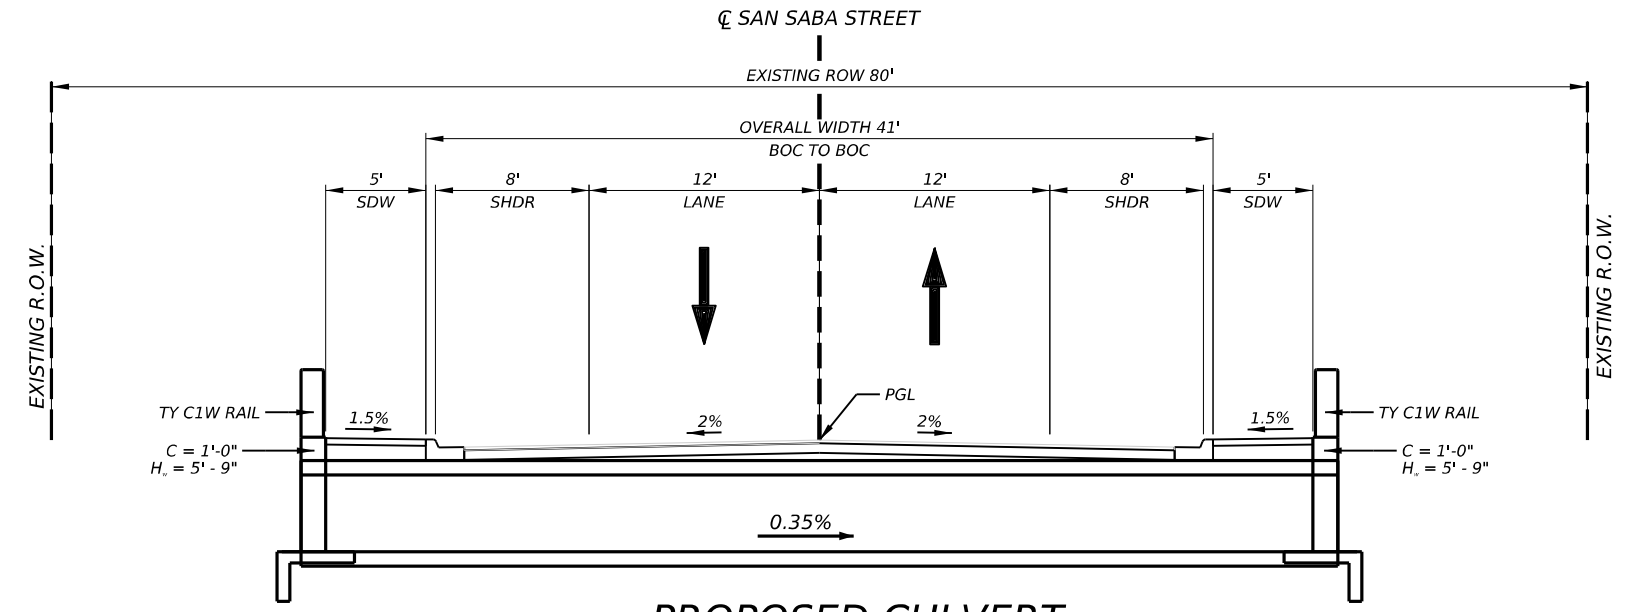 ℄ SAN SABA STREET
EXISTING ROW 80'
OVERALL WIDTH 41'
BOC TO BOC
5' 8' 12' 12' 8' 5'
SDW SHDR LANE LANE SHDR SDW
EXISTING R.O.W.
EXISTING R.O.W.
PGL
TY C1W RAIL
1.5%
2%
2%
1.5%
TY C1W RAIL
C = 1'-0"
H w = 5' - 9"
C = 1'-0"
H w = 5' - 9"
0.35%
PROPOSED CULVERT